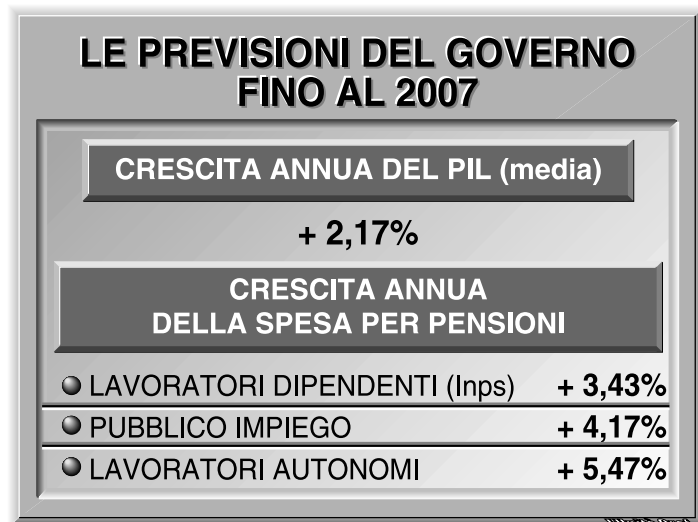 LE PREVISIONI DEL GOVERNO
FINO AL 2007
CRESCITA ANNUA DEL PIL (media)
+ 2,17%
CRESCITA ANNUA
DELLA SPESA PER PENSIONI
LAVORATORI DIPENDENTI (Inps) + 3,43%
PUBBLICO IMPIEGO + 4,17%
LAVORATORI AUTONOMI + 5,47%